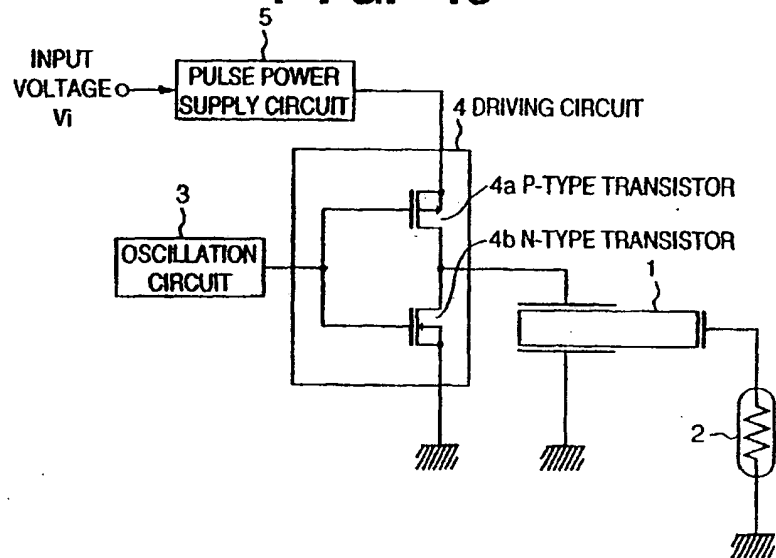 5
INPUT
VOLTAGE
Vi
PULSE POWER
SUPPLY CIRCUIT
4 DRIVING CIRCUIT
4a P-TYPE TRANSISTOR
3
4b N-TYPE TRANSISTOR
OSCILLATION
CIRCUIT
1
2